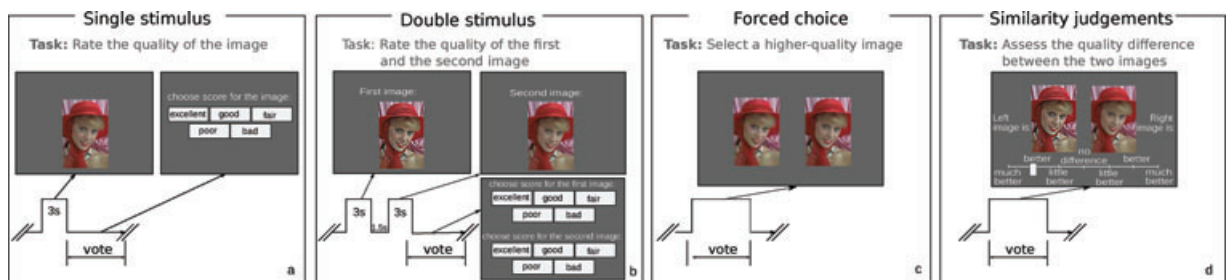 Single stimulus
Task: Rate the quality of the image
choose score for the image:
excellent good fair
poor bad
3s
vote
a
Double stimulus
Task: Rate the quality of the first
and the second image
First image:
Second image:
choose score for the first image:
excellent good fair
poor bad
choose score for the second image:
excellent good fair
poor bad
3s
1.5s
3s
vote
b
Forced choice
Task: Select a higher-quality image
vote
c
Similarity judgements
Task: Assess the quality difference
between the two images
Left
image is:
Right
image is:
no
better difference better
much better
little better
little better
much better
vote
d